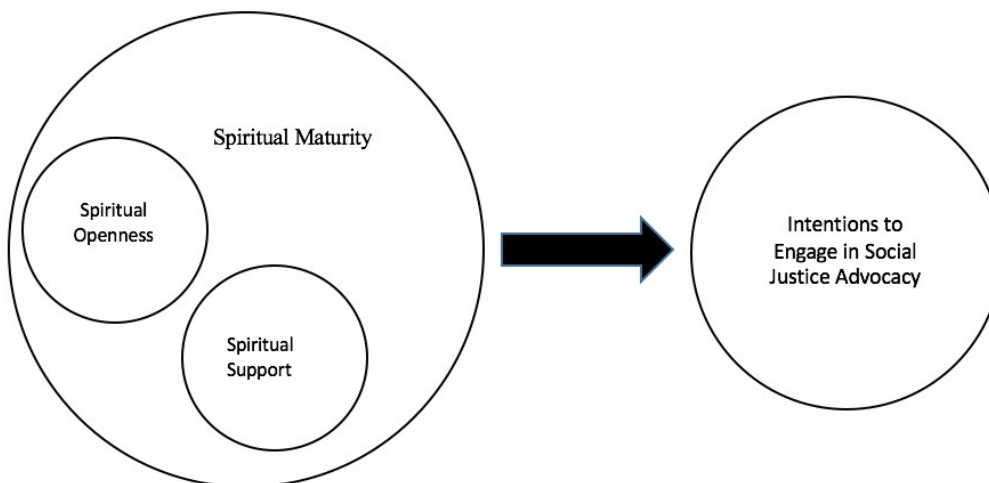 Spiritual Maturity
Spiritual
Openness
Spiritual
Support
Intentions to
Engage in Social
Justice Advocacy